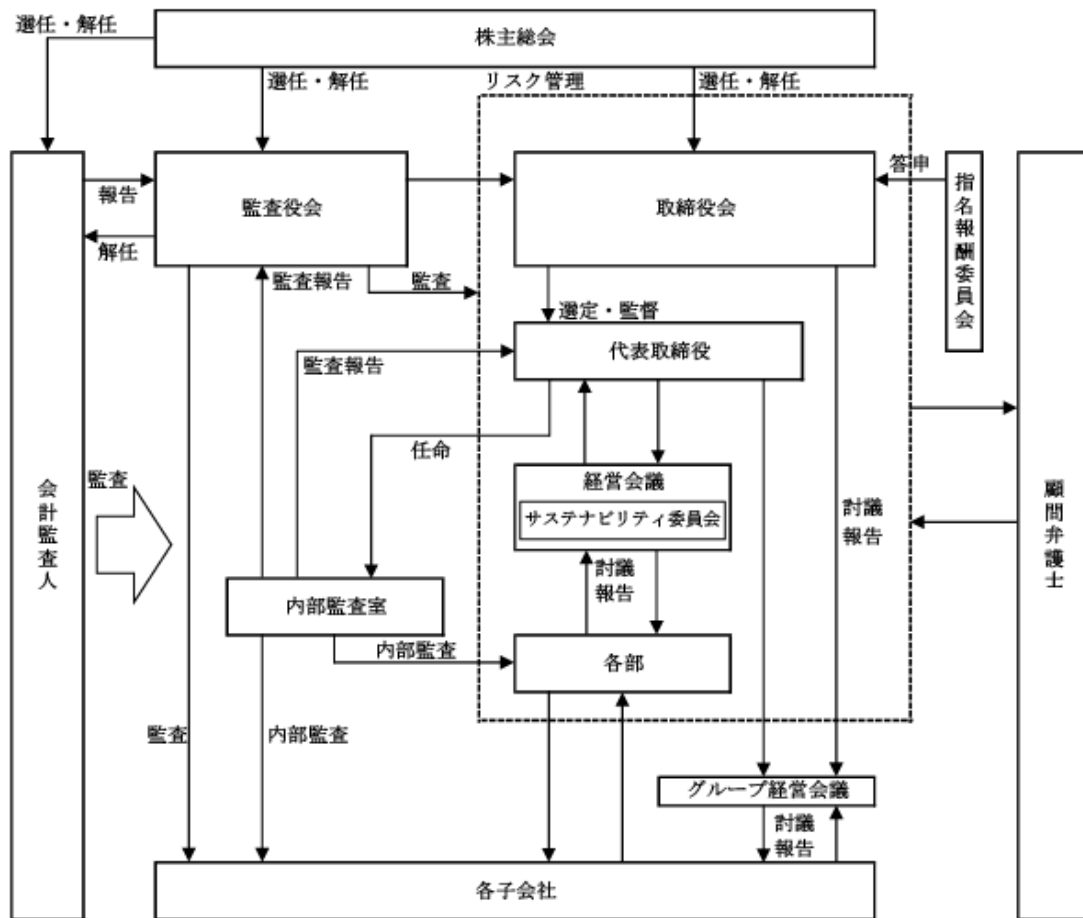 選任・解任
株主総会
選任・解任
リスク管理
選任・解任
報告
監査役会
取締役会
答申
指名報酬委員会
解任
監査報告
監査
選定・監督
代表取締役
監査報告
任命
経営会議
サステナビリティ委員会
会計監査人
監査
討議
報告
顧問弁護士
討議
報告
内部監査室
内部監査
各部
監査
内部監査
グループ経営会議
討議
報告
各子会社